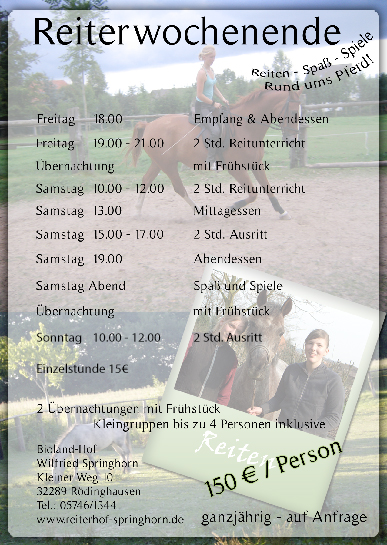 Reiterwochenende
Reiten - Spaß - Spiele
Rund ums Pferd!
Freitag 18.00 Empfang & Abendessen
Freitag 19.00 - 21.00 2 Std. Reitunterricht
Übernachtung mit Frühstück
Samstag 10.00 - 12.00 2 Std. Reitunterricht
Samstag 13.00 Mittagessen
Samstag 15.00 - 17.00 2 Std. Ausritt
Samstag 19.00 Abendessen
Samstag Abend Spaß und Spiele
Übernachtung mit Frühstück
Sonntag 10.00 - 12.00 2 Std. Ausritt
Einzelstunde 15€
2 Übernachtungen mit Frühstück
Kleingruppen bis zu 4 Personen inklusive
150 € / Person
Bioland-Hof
Wilfried Springhorn
Kleiner Weg 10
32289 Rödinghausen
Tel.: 05746/1344
www.reiterhof-springhorn.de
ganzjährig - auf Anfrage